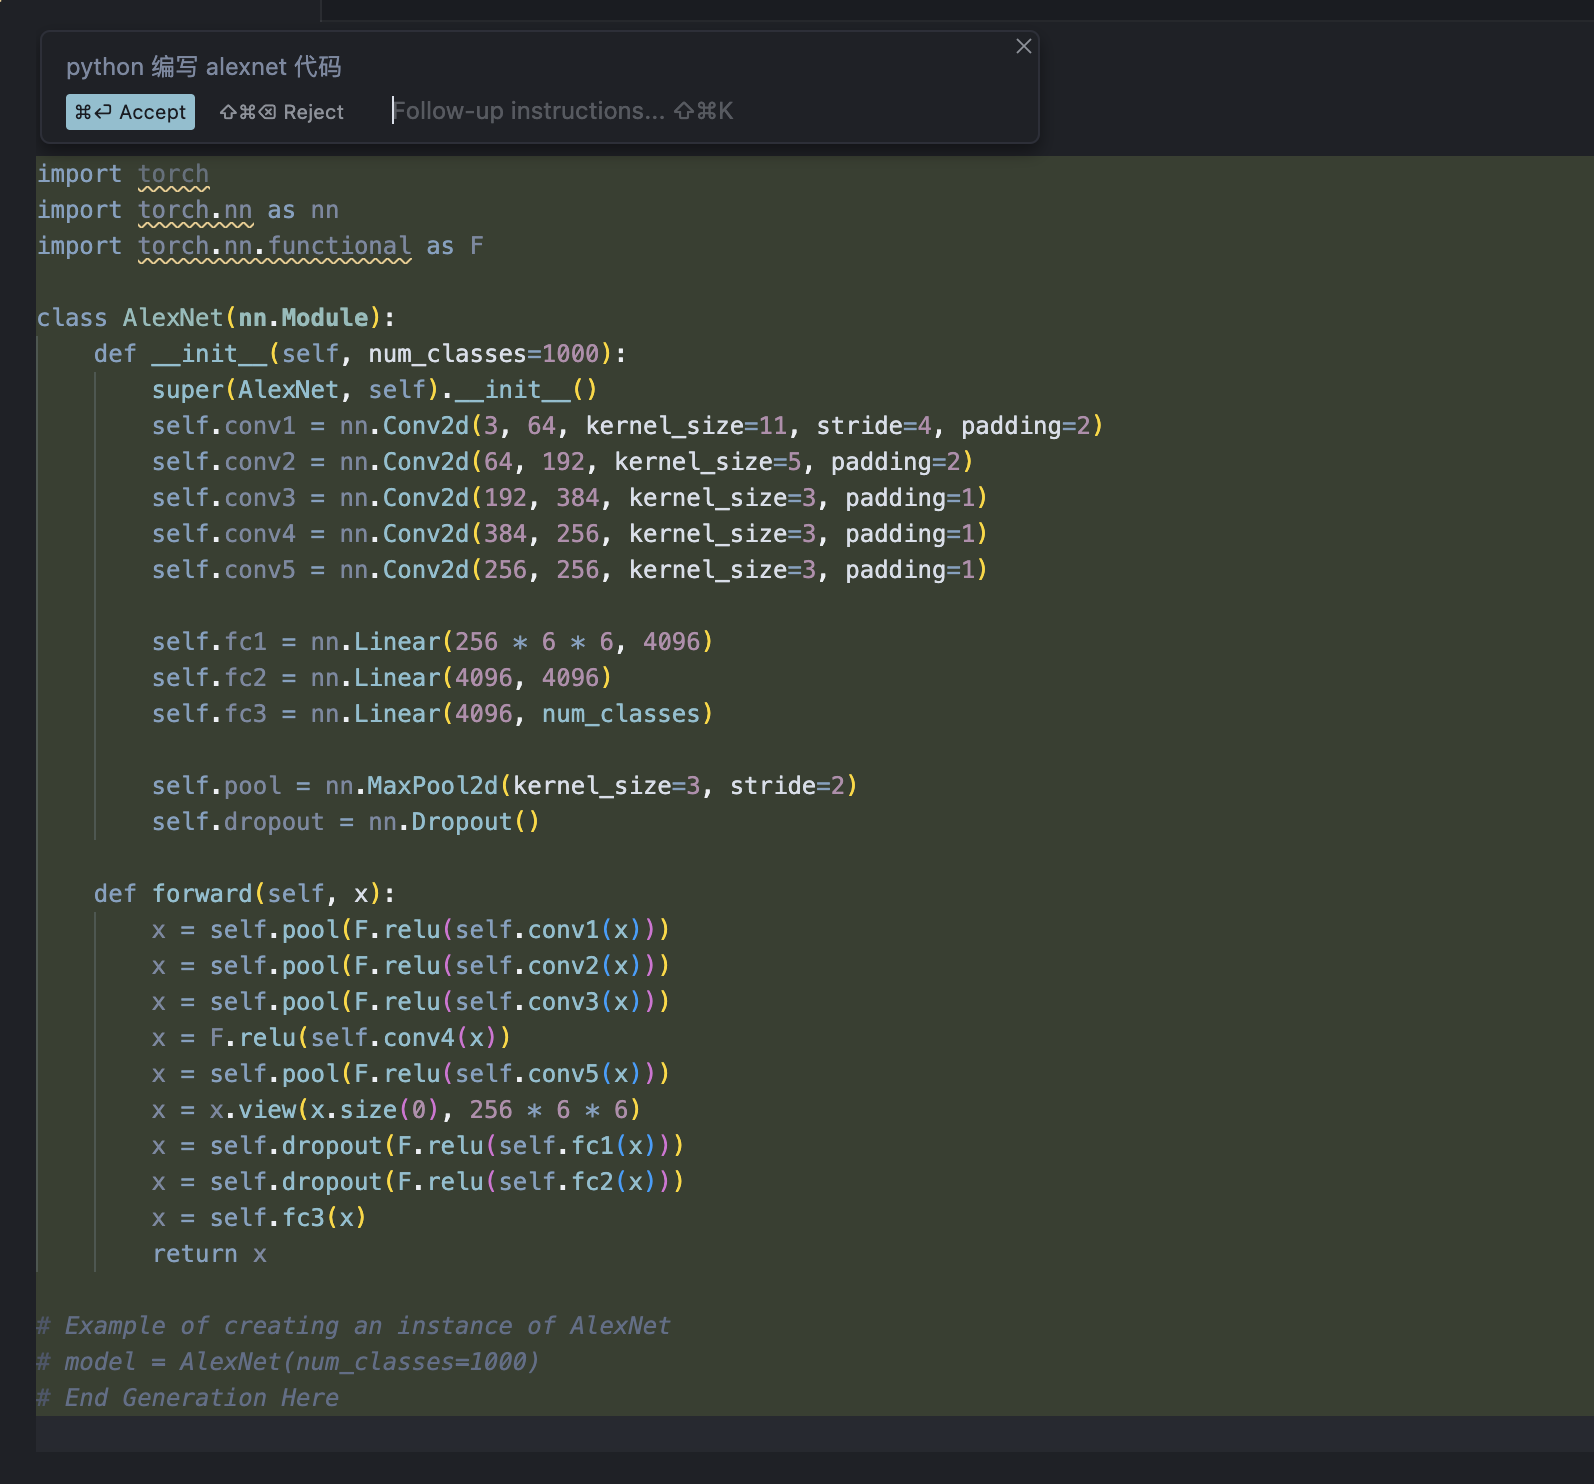 python 编写 alexnet 代码
⌘⏎ Accept ⇧⌘⌫ Reject Follow-up instructions... ⇧⌘K
import torch
import torch.nn as nn
import torch.nn.functional as F
class AlexNet(nn.Module):
    def __init__(self, num_classes=1000):
        super(AlexNet, self).__init__()
        self.conv1 = nn.Conv2d(3, 64, kernel_size=11, stride=4, padding=2)
        self.conv2 = nn.Conv2d(64, 192, kernel_size=5, padding=2)
        self.conv3 = nn.Conv2d(192, 384, kernel_size=3, padding=1)
        self.conv4 = nn.Conv2d(384, 256, kernel_size=3, padding=1)
        self.conv5 = nn.Conv2d(256, 256, kernel_size=3, padding=1)
        self.fc1 = nn.Linear(256 * 6 * 6, 4096)
        self.fc2 = nn.Linear(4096, 4096)
        self.fc3 = nn.Linear(4096, num_classes)
        self.pool = nn.MaxPool2d(kernel_size=3, stride=2)
        self.dropout = nn.Dropout()
    def forward(self, x):
        x = self.pool(F.relu(self.conv1(x)))
        x = self.pool(F.relu(self.conv2(x)))
        x = self.pool(F.relu(self.conv3(x)))
        x = F.relu(self.conv4(x))
        x = self.pool(F.relu(self.conv5(x)))
        x = x.view(x.size(0), 256 * 6 * 6)
        x = self.dropout(F.relu(self.fc1(x)))
        x = self.dropout(F.relu(self.fc2(x)))
        x = self.fc3(x)
        return x
# Example of creating an instance of AlexNet
# model = AlexNet(num_classes=1000)
# End Generation Here